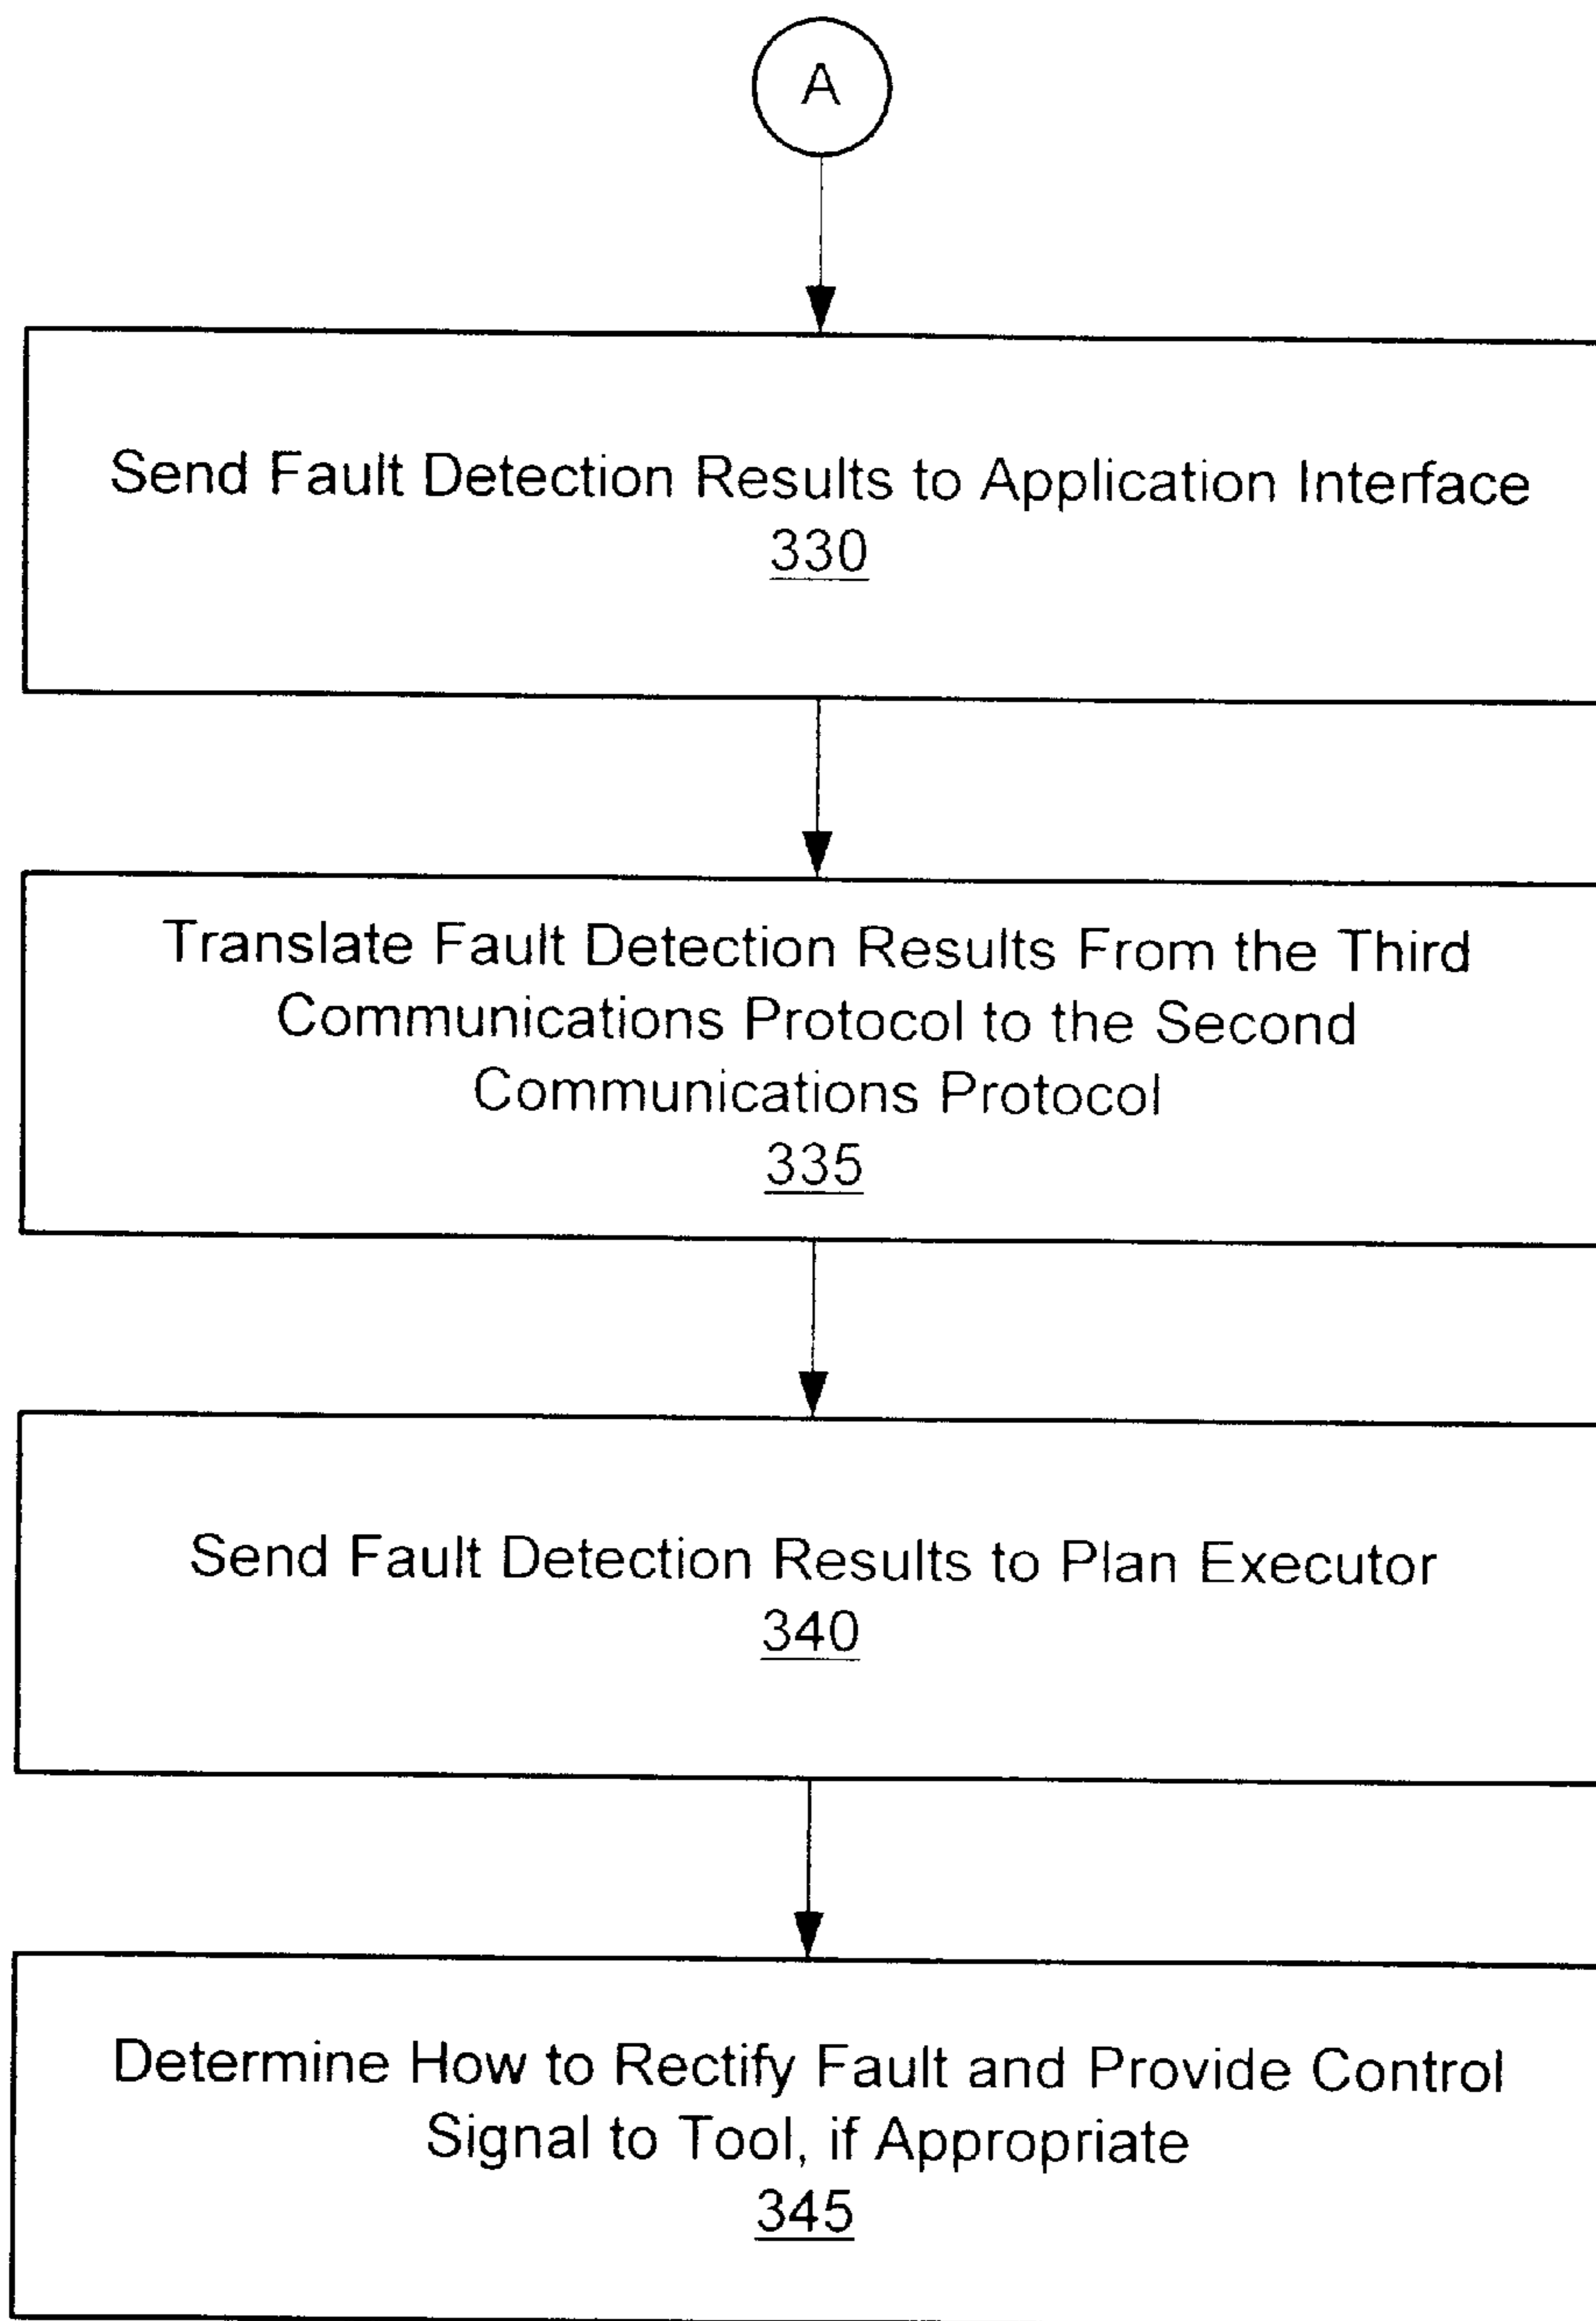 A
Send Fault Detection Results to Application Interface
330
Translate Fault Detection Results From the Third
Communications Protocol to the Second
Communications Protocol
335
Send Fault Detection Results to Plan Executor
340
Determine How to Rectify Fault and Provide Control
Signal to Tool, if Appropriate
345